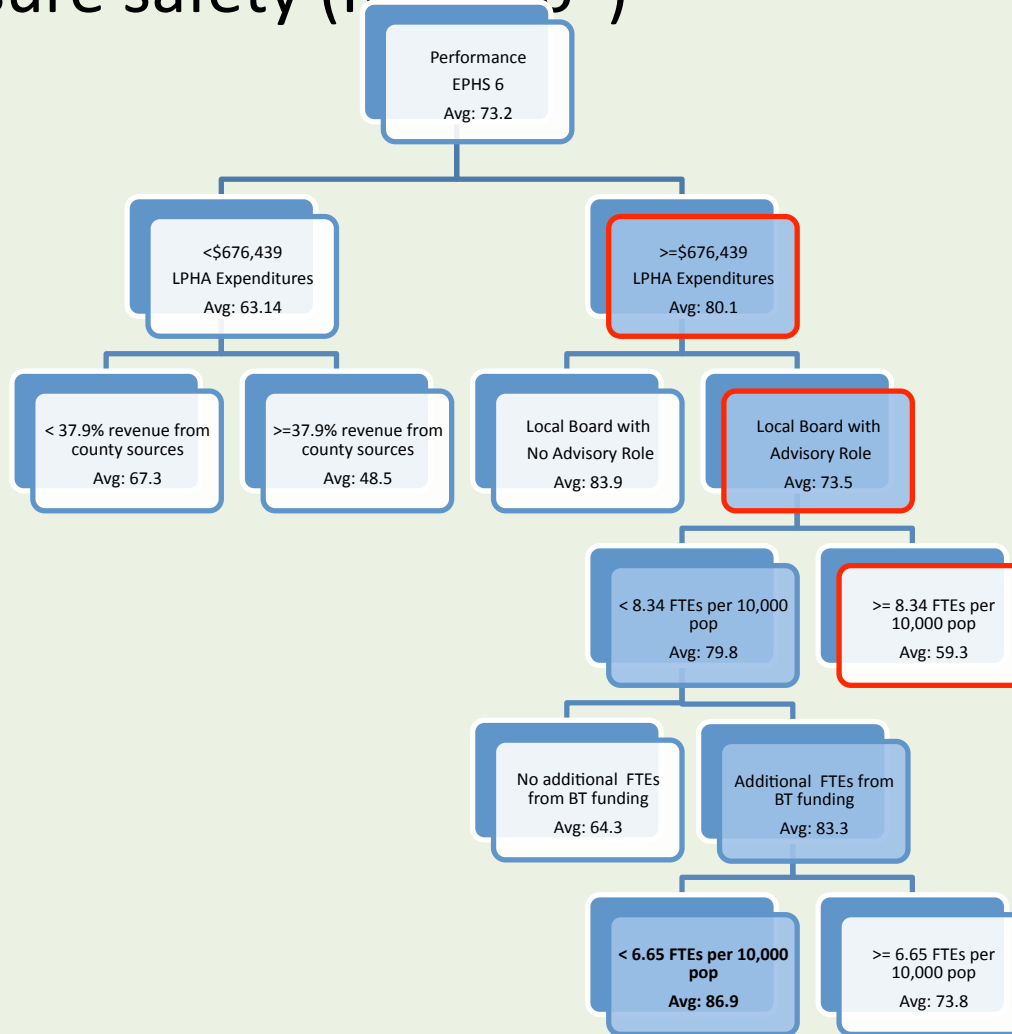 safety
Performance
EPHS 6
Avg: 73.2
<$676,439
LPHA Expenditures
Avg: 63.14
>=$676,439
LPHA Expenditures
Avg: 80.1
< 37.9% revenue from
county sources
Avg: 67.3
>=37.9% revenue from
county sources
Avg: 48.5
Local Board with
No Advisory Role
Avg: 83.9
Local Board with
Advisory Role
Avg: 73.5
< 8.34 FTEs per 10,000
pop
Avg: 79.8
>= 8.34 FTEs per
10,000 pop
Avg: 59.3
No additional FTEs
from BT funding
Avg: 64.3
Additional FTEs from
BT funding
Avg: 83.3
< 6.65 FTEs per 10,000
pop
Avg: 86.9
>= 6.65 FTEs per
10,000 pop
Avg: 73.8